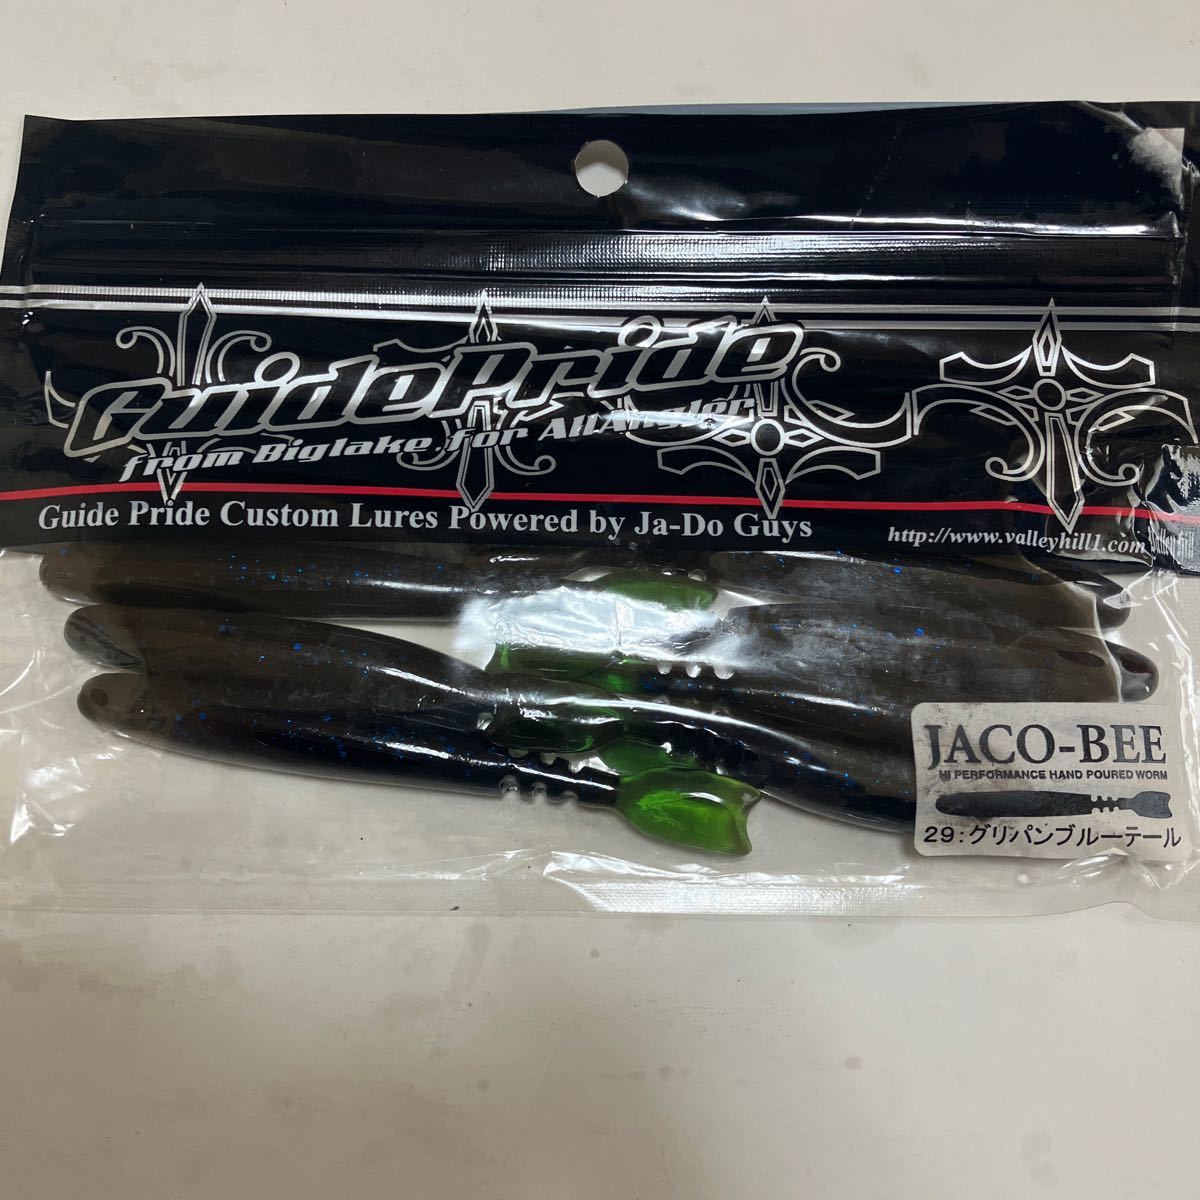 GuidePride
from Biglake.for AllAngler
Guide Pride Custom Lures Powered by Ja-Do Guys
http://www.valleyhill1.com
JACO-BEE
HI PERFORMANCE HAND POURED WORM
29:グリパンブルーテール